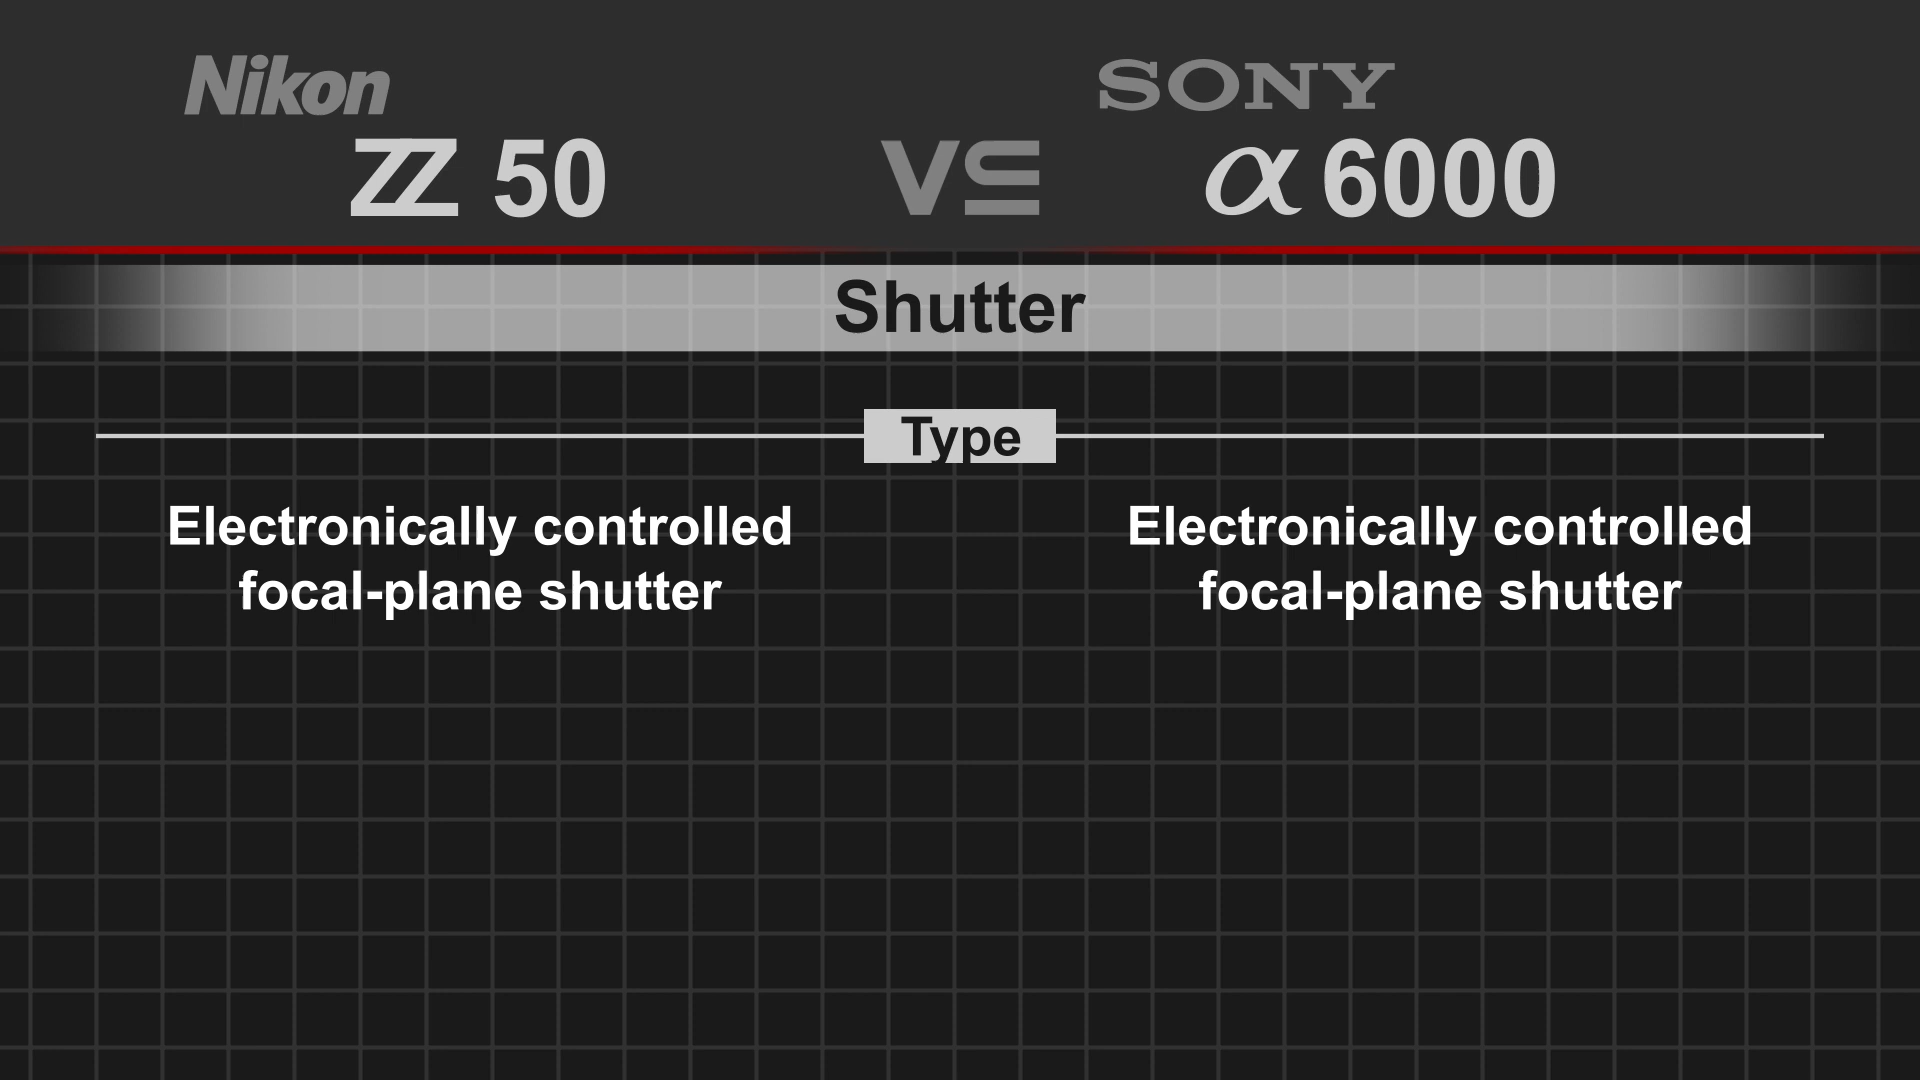 Nikon
SONY
Z 50
VS
α 6000
Shutter
Type
Electronically controlled
focal-plane shutter
Electronically controlled
focal-plane shutter